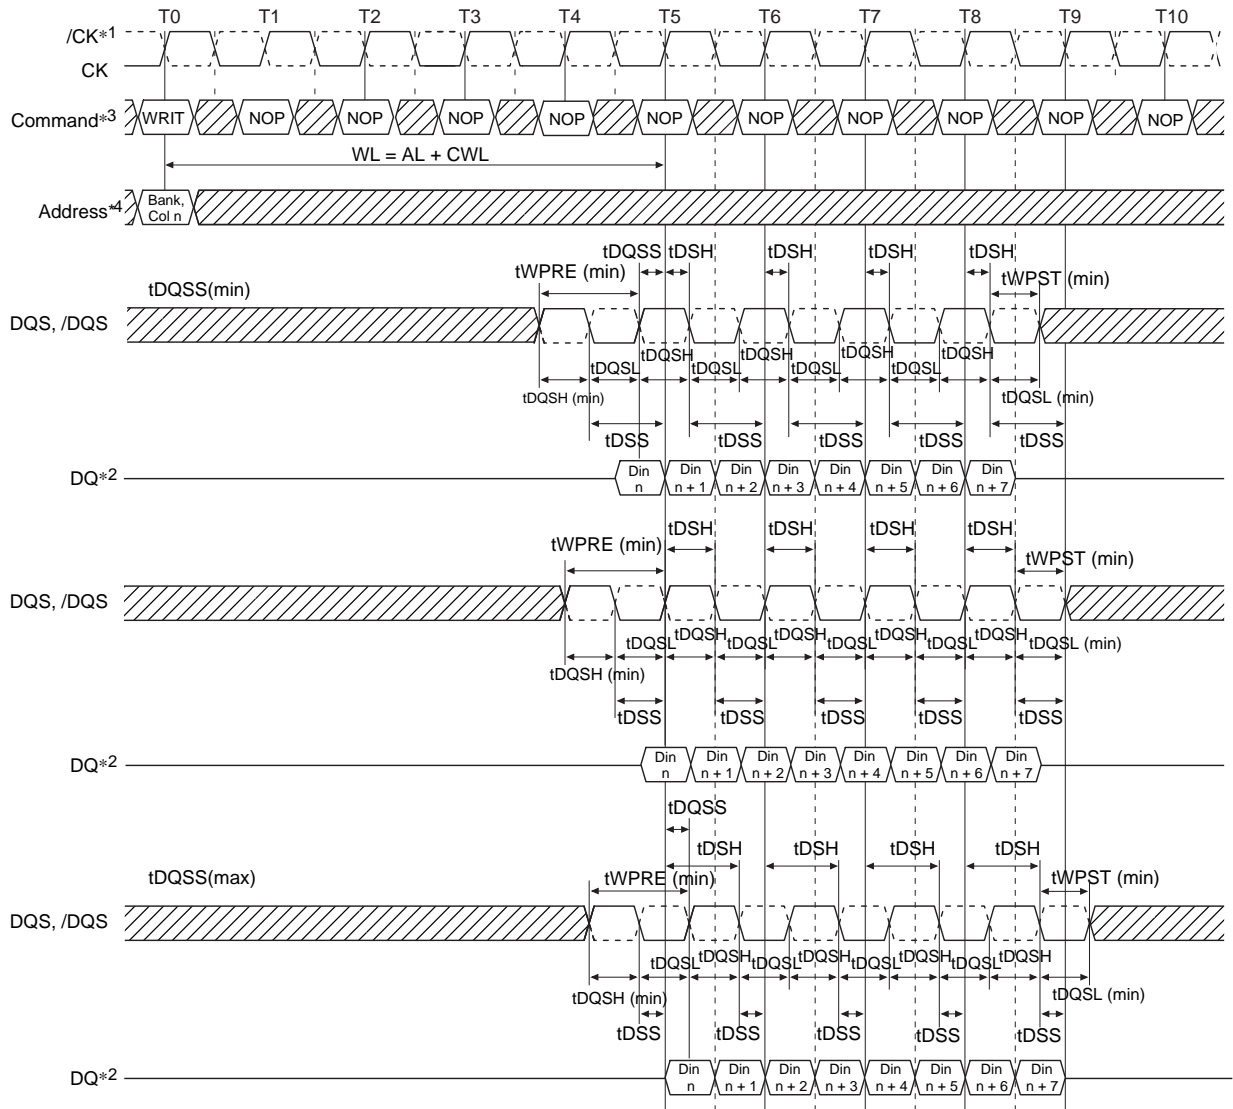 T0 T1 T2 T3 T4 T5 T6 T7 T8 T9 T10
/CK*1
CK
Command*3 WRIT NOP NOP NOP NOP NOP NOP NOP NOP NOP NOP
WL = AL + CWL
Address*4 Bank, Col n
tDQSS tDSH tDSH tDSH tDSH
tWPRE (min) tWPST (min)
tDQSS(min)
DQS, /DQS
tDQSH tDQSH tDQSH tDQSH
tDQSL tDQSL tDQSL tDQSL
tDQSH (min) tDQSL (min)
tDSS tDSS tDSS tDSS tDSS
DQ*2 Din n Din n + 1 Din n + 2 Din n + 3 Din n + 4 Din n + 5 Din n + 6 Din n + 7
tDSH tDSH tDSH tDSH
tWPRE (min) tWPST (min)
DQS, /DQS
tDQSL tDQSH tDQSL tDQSH tDQSL tDQSH tDQSL tDQSH tDQSL (min)
tDQSH (min)
tDSS tDSS tDSS tDSS tDSS
DQ*2 Din n Din n + 1 Din n + 2 Din n + 3 Din n + 4 Din n + 5 Din n + 6 Din n + 7
tDQSS
tDSH tDSH tDSH tDSH
tDQSS(max) tWPRE (min) tWPST (min)
DQS, /DQS
tDQSL tDQSH tDQSL tDQSH tDQSL tDQSH tDQSL tDQSH
tDQSH (min) tDQSL (min)
tDSS tDSS tDSS tDSS tDSS
DQ*2 Din n Din n + 1 Din n + 2 Din n + 3 Din n + 4 Din n + 5 Din n + 6 Din n + 7